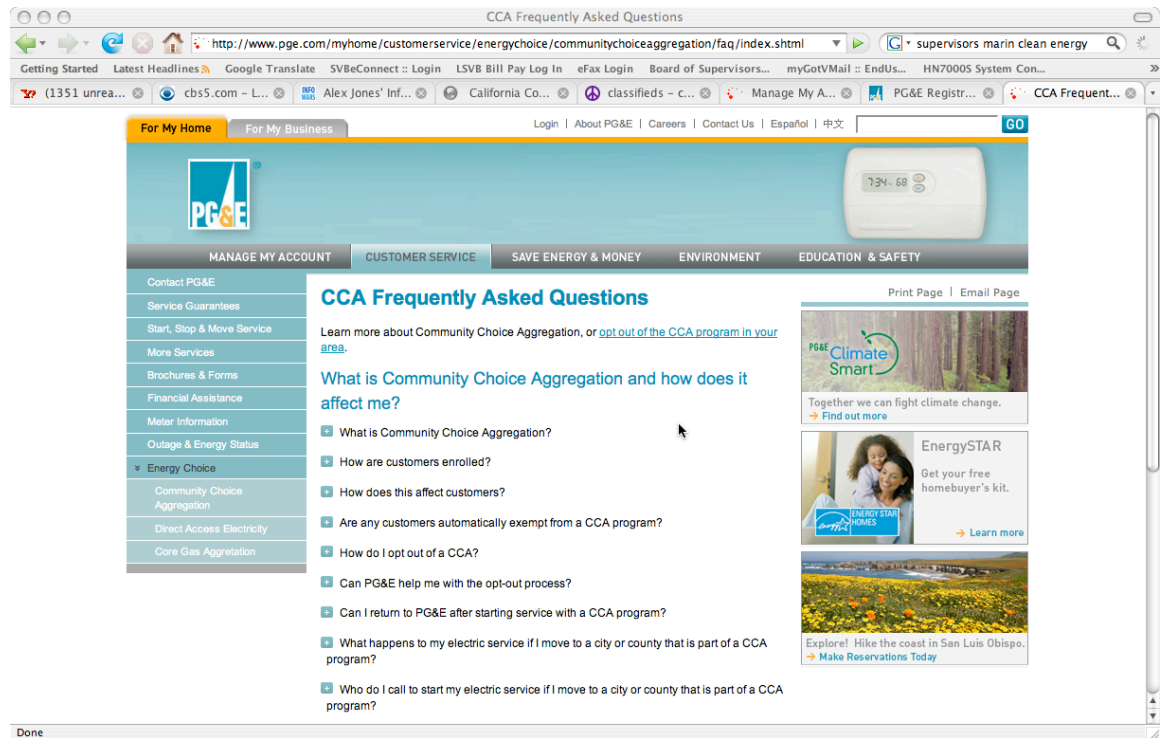 CCA Frequently Asked Questions
http://www.pge.com/myhome/customerservice/energychoice/communitychoiceaggregation/faq/index.shtml
G supervisors marin clean energy
Getting Started Latest Headlines Google Translate SVBeConnect :: Login LSVB Bill Pay Log In eFax Login Board of Supervisors... myGotVMail :: EndUs... HN7000S System Con... »
(1351 unrea... cbs5.com – L... Alex Jones' Inf... California Co... classifieds – c... Manage My A... PG&E Registr... CCA Frequent...
For My Home For My Business Login | About PG&E | Careers | Contact Us | Español | 中文 GO
7:34 68
PG&E ®
MANAGE MY ACCOUNT CUSTOMER SERVICE SAVE ENERGY & MONEY ENVIRONMENT EDUCATION & SAFETY
Contact PG&E
Service Guarantees
Start, Stop & Move Service
More Services
Brochures & Forms
Financial Assistance
Meter Information
Outage & Energy Status
Energy Choice
Community Choice
Aggregation
Direct Access Electricity
Core Gas Aggretation
CCA Frequently Asked Questions
Learn more about Community Choice Aggregation, or opt out of the CCA program in your
area.
What is Community Choice Aggregation and how does it
affect me?
What is Community Choice Aggregation?
How are customers enrolled?
How does this affect customers?
Are any customers automatically exempt from a CCA program?
How do I opt out of a CCA?
Can PG&E help me with the opt-out process?
Can I return to PG&E after starting service with a CCA program?
What happens to my electric service if I move to a city or county that is part of a CCA
program?
Who do I call to start my electric service if I move to a city or county that is part of a CCA
program?
Print Page | Email Page
PG&E
Climate
Smart
Together we can fight climate change.
Find out more
EnergySTAR
Get your free
homebuyer's kit.
ENERGY STAR
HOMES
Learn more
Explore! Hike the coast in San Luis Obispo.
Make Reservations Today
Done